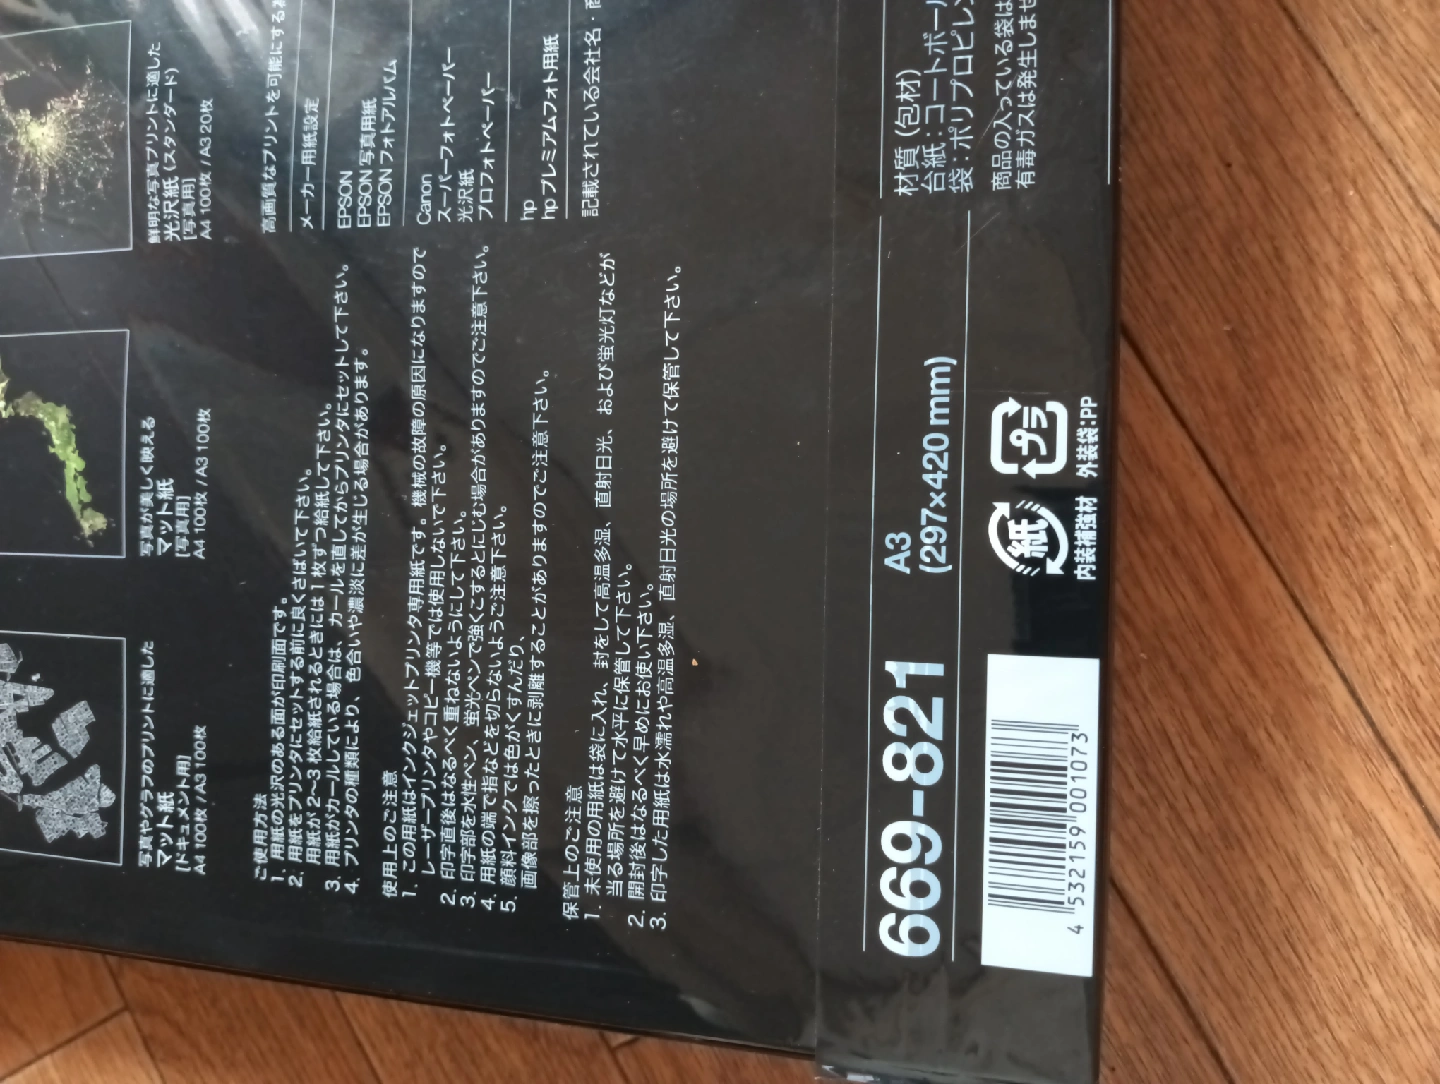 写真やグラフのプリントに適した
マット紙
[ドキュメント用]
A4 100枚 / A3 100枚
写真が美しく映える
マット紙
[写真用]
A4 100枚 / A3 100枚
鮮明な写真プリントに適した
光沢紙(スタンダード)
[写真用]
A4 100枚 / A3 20枚
ご使用方法
1. 用紙の光沢のある面が印刷面です。
2. 用紙をプリンタにセットする前に良くさばいて下さい。
用紙が2〜3枚給紙されるときには1枚ずつ給紙して下さい。
3. 用紙がカールしている場合は、カールを直してからプリンタにセットして下さい。
4. プリンタの種類により、色合いや濃淡に差が生じる場合があります。
使用上のご注意
1. この用紙はインクジェットプリンタ専用紙です。機械の故障の原因になりますので
レーザープリンタやコピー機等では使用しないで下さい。
2. 印字直後はなるべく重ねないようにして下さい。
3. 印字部を水性ペン、蛍光ペンで強くこするとにじむ場合がありますのでご注意下さい。
4. 用紙の端で指などを切らないようご注意下さい。
5. 顔料インクでは色がくすんだり、
画像部を擦ったときに剥離することがありますのでご注意下さい。
保管上のご注意
1. 未使用の用紙は袋に入れ、封をして高温多湿、直射日光、および蛍光灯などが
当る場所を避けて水平に保管して下さい。
2. 開封後はなるべく早めにお使い下さい。
3. 印字した用紙は水濡れや高温多湿、直射日光の場所を避けて保管して下さい。
高画質なプリントを可能にする
メーカー用紙設定
EPSON
EPSON 写真用紙
EPSON フォトアルバム
Canon
スーパーフォトペーパー
光沢紙
プロフォトペーパー
hp
hp プレミアムフォト用紙
記載されている会社名・商
669-821
A3
(297×420mm)
材質(包材)
台紙:コートボール
袋:ポリプロピレン
商品の入っている袋は
有毒ガスは発生しませ
4 532159 001073
紙
プラ
内装補強材
外装袋:PP